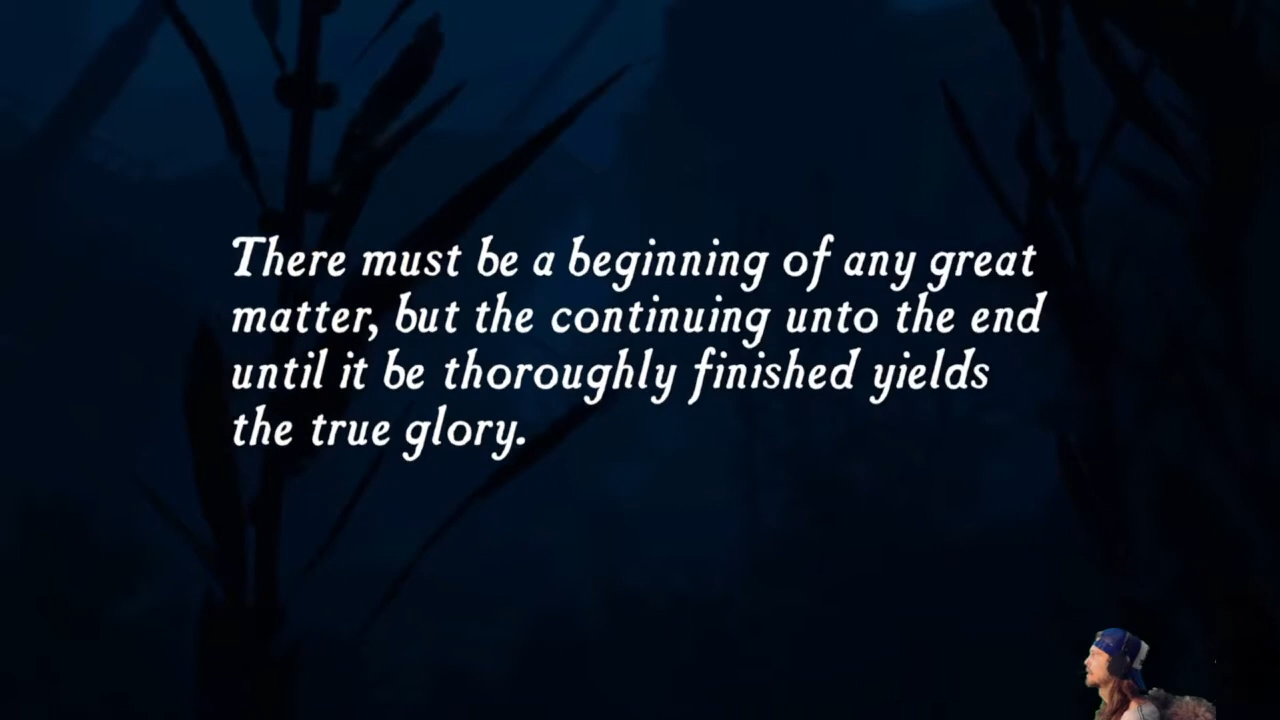 There must be a beginning of any great
matter, but the continuing unto the end
until it be thoroughly finished yields
the true glory.